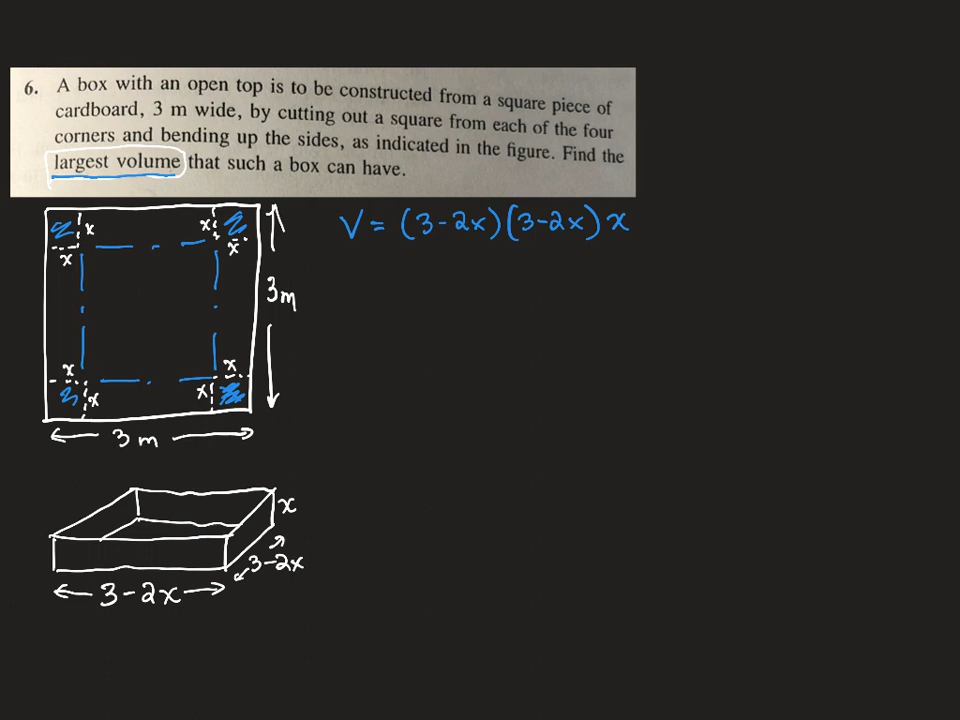 6. A box with an open top is to be constructed from a square piece of
cardboard, 3 m wide, by cutting out a square from each of the four
corners and bending up the sides, as indicated in the figure. Find the
largest volume that such a box can have.
V = (3-2x)(3-2x)x
x x
x x
3m
x x
x x
3 m
x
3-2x
3-2x